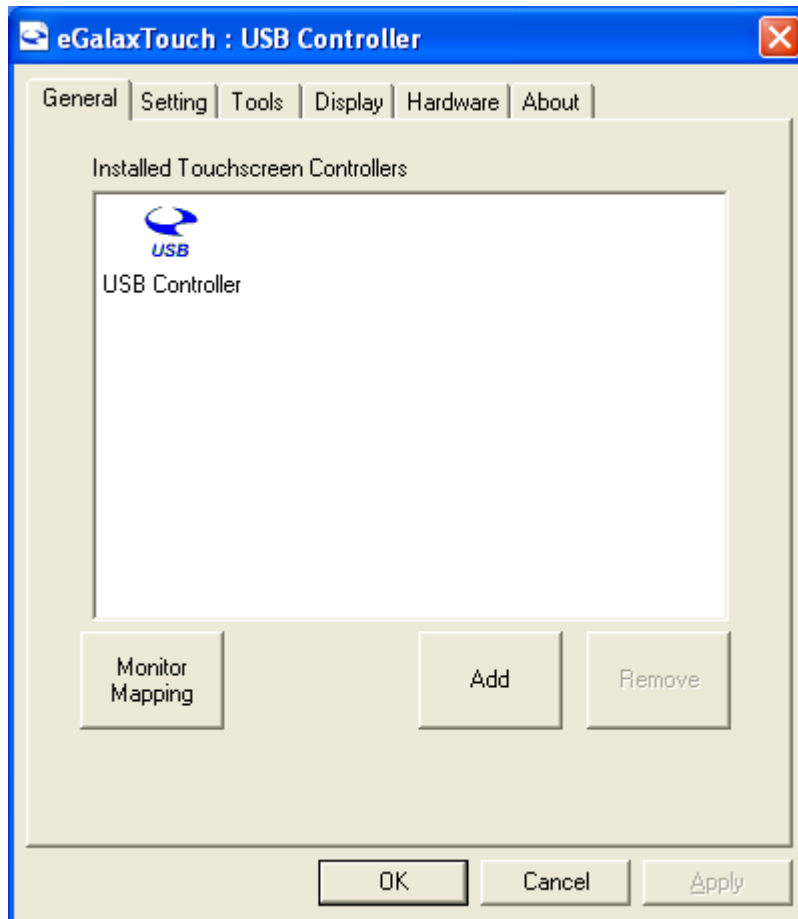 eGalaxTouch : USB Controller
General Setting Tools Display Hardware About
Installed Touchscreen Controllers
USB
USB Controller
Monitor
Mapping
Add
Remove
OK Cancel Apply